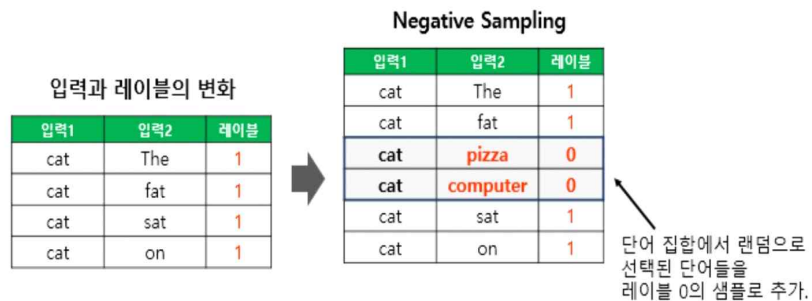 Negative Sampling
입력과 레이블의 변화
입력1 입력2 레이블
cat The 1
cat fat 1
cat sat 1
cat on 1
입력1 입력2 레이블
cat The 1
cat fat 1
cat pizza 0
cat computer 0
cat sat 1
cat on 1
단어 집합에서 랜덤으로
선택된 단어들을
레이블 0의 샘플로 추가.